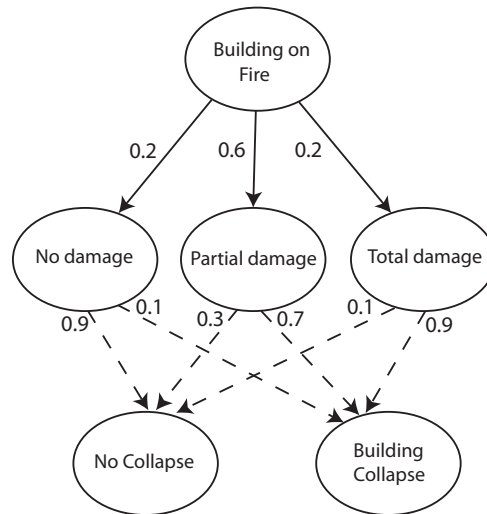 Building on
Fire
0.2
0.6
0.2
No damage
Partial damage
Total damage
0.9
0.1
0.3
0.7
0.1
0.9
No Collapse
Building
Collapse